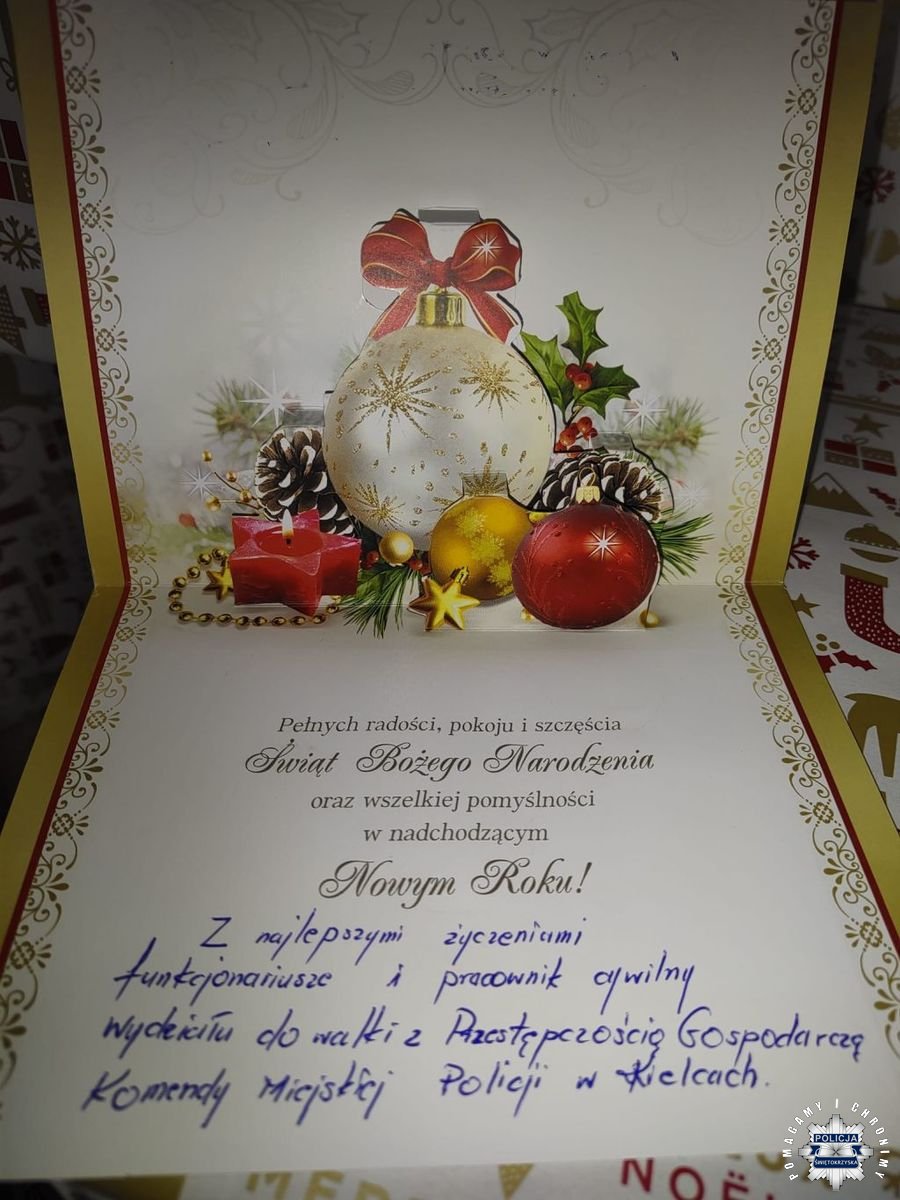 Pełnych radości, pokoju i szczęścia
Świąt Bożego Narodzenia
oraz wszelkiej pomyślności
w nadchodzącym
Nowym Roku!
Z najlepszymi życzeniami
funkcjonariusze i pracownik cywilny
Wydziału do walki z Przestępczością Gospodarczą
Komendy Miejskiej Policji w Kielcach.
POMAGAMY I CHRONIMY
POLICJA
ŚWIĘTOKRZYSKA
NOË